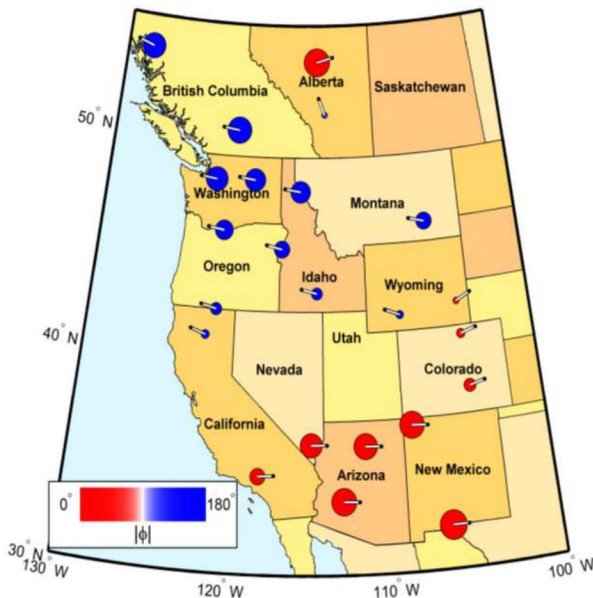 British Columbia
Alberta
Saskatchewan
50° N
Washington
Montana
Oregon
Idaho
Wyoming
40° N
Utah
Nevada
Colorado
California
Arizona
New Mexico
0°
180°
|ϕ|
30° N
130° W
120° W
110° W
100° W